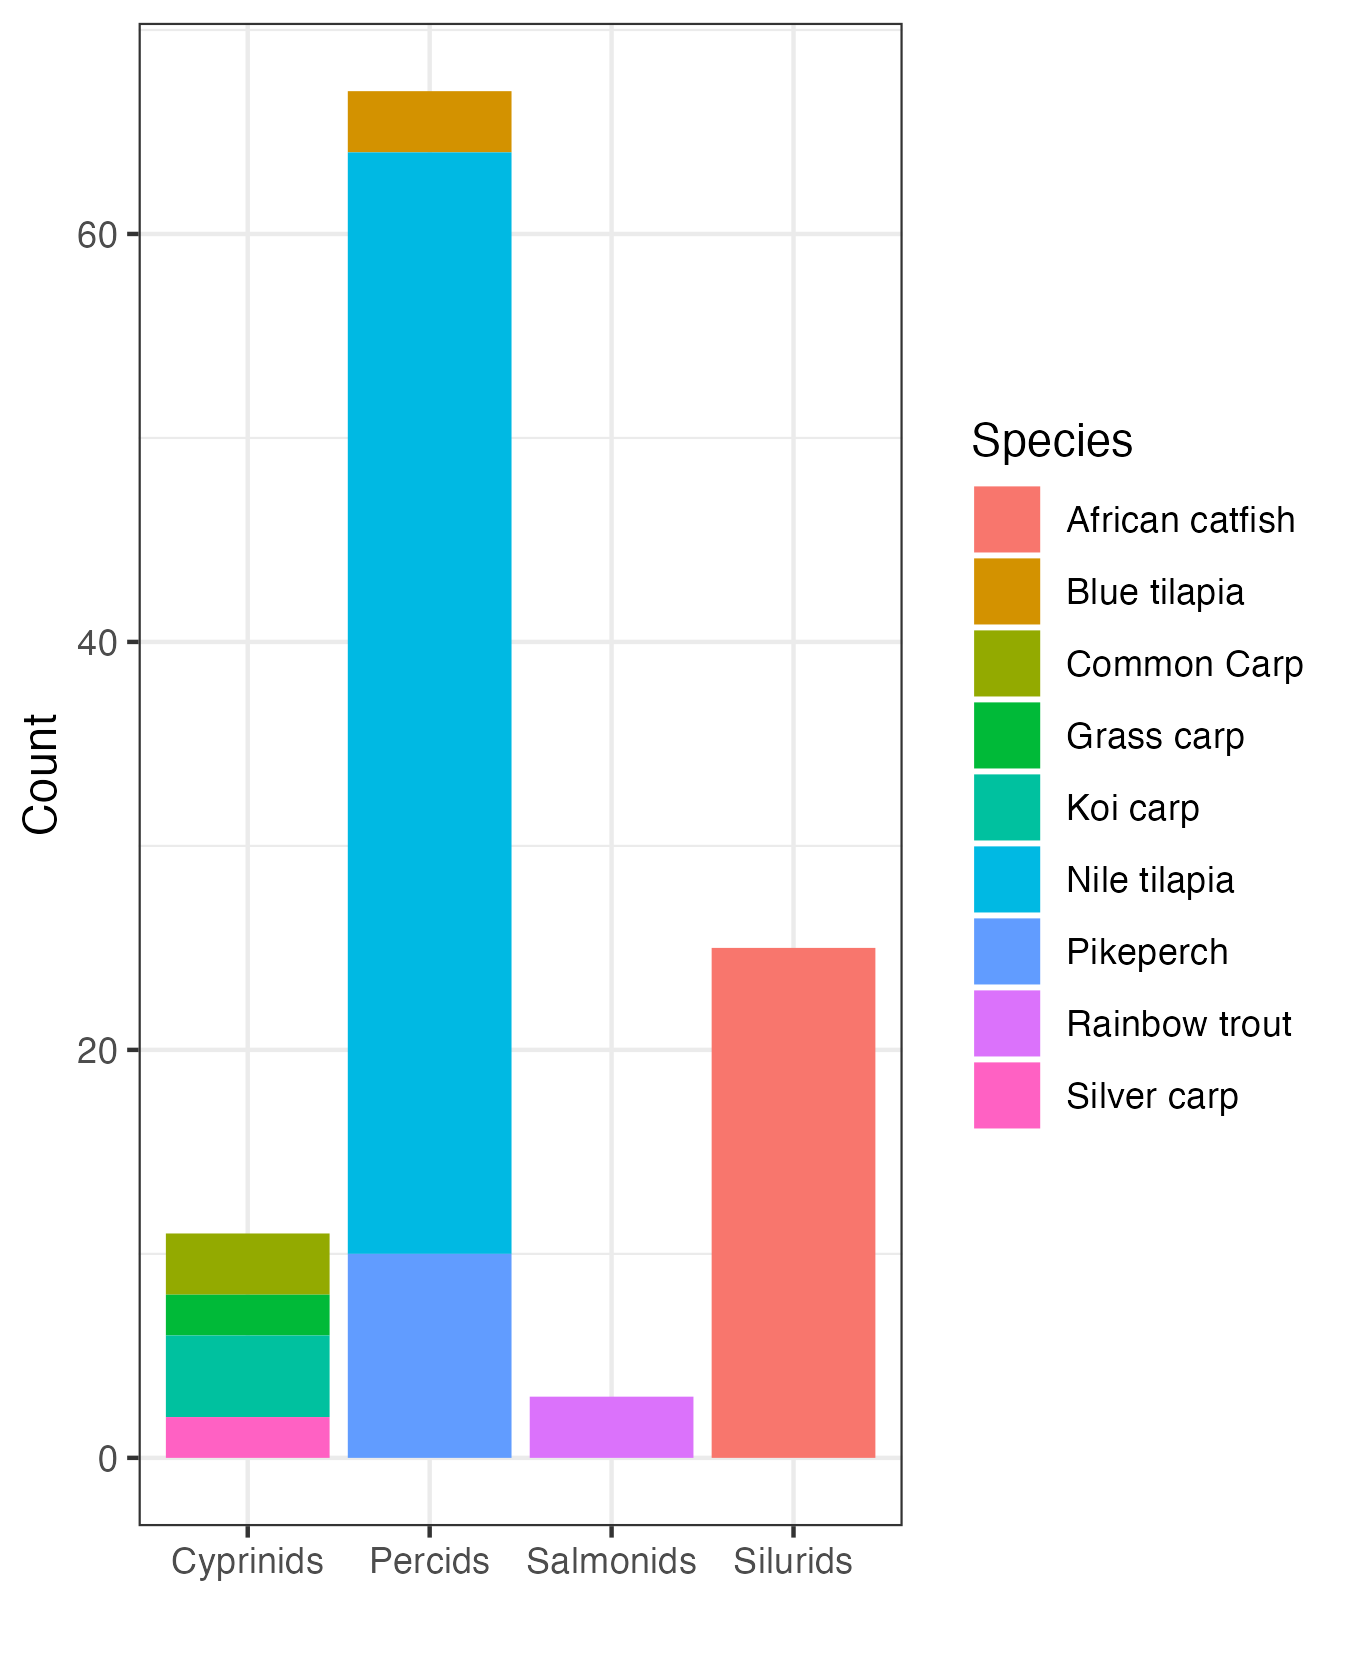 Count
60
40
20
0
Cyprinids Percids Salmonids Silurids
Species
African catfish
Blue tilapia
Common Carp
Grass carp
Koi carp
Nile tilapia
Pikeperch
Rainbow trout
Silver carp